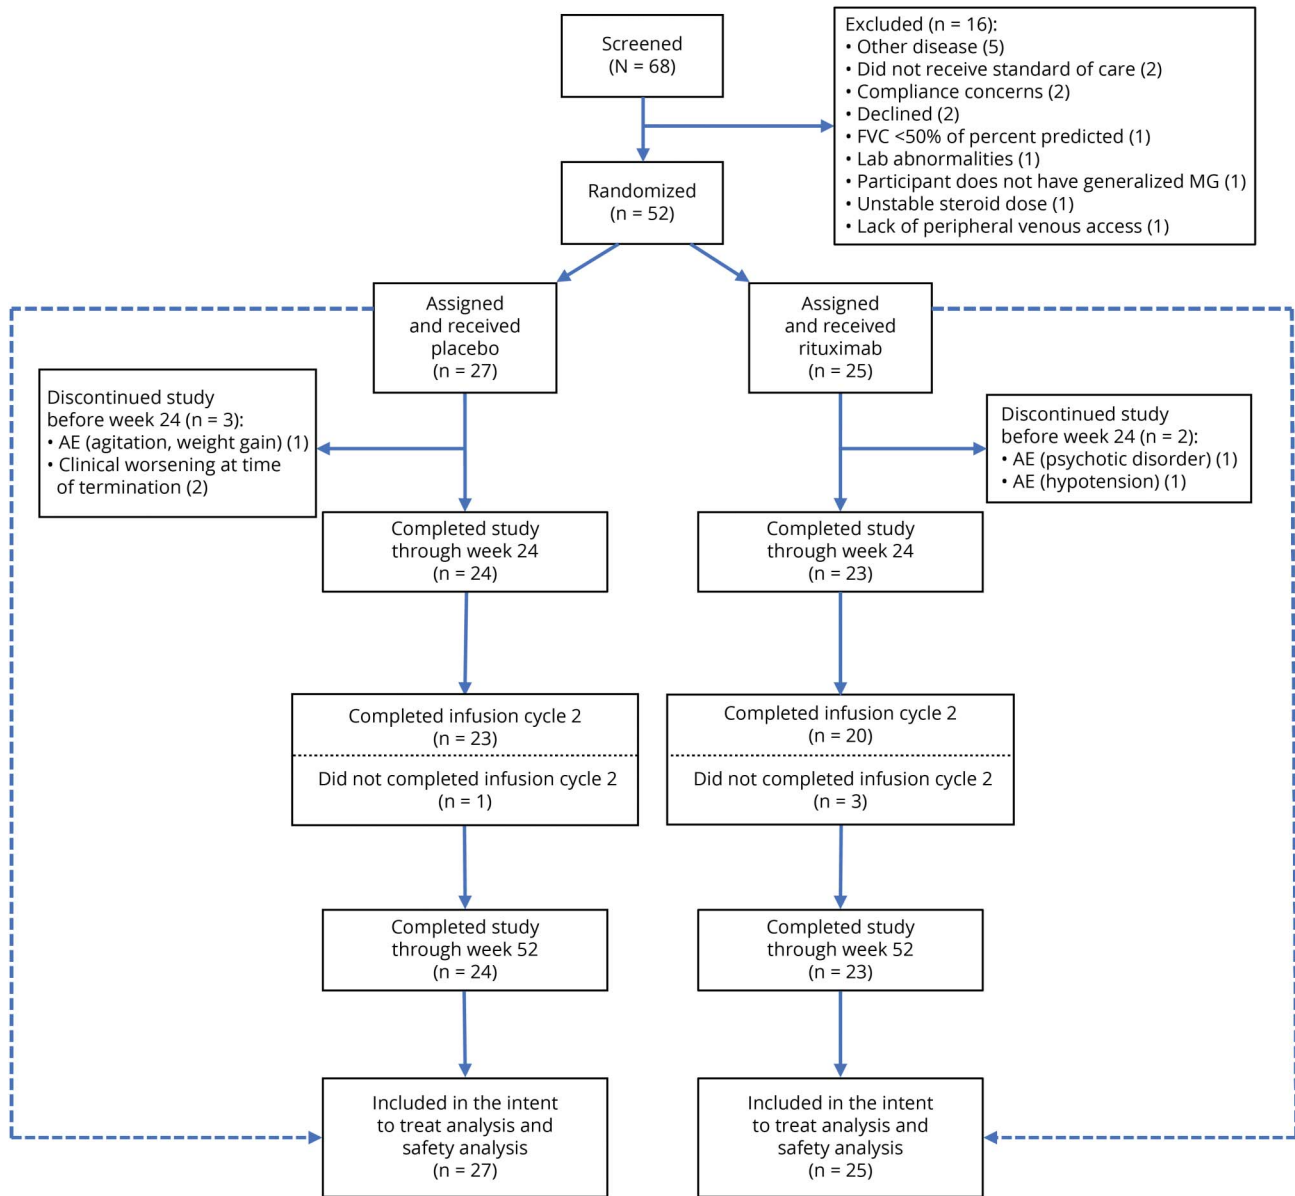 Screened
(N = 68)
Excluded (n = 16):
• Other disease (5)
• Did not receive standard of care (2)
• Compliance concerns (2)
• Declined (2)
• FVC <50% of percent predicted (1)
• Lab abnormalities (1)
• Participant does not have generalized MG (1)
• Unstable steroid dose (1)
• Lack of peripheral venous access (1)
Randomized
(n = 52)
Assigned
and received
placebo
(n = 27)
Assigned
and received
rituximab
(n = 25)
Discontinued study
before week 24 (n = 3):
• AE (agitation, weight gain) (1)
• Clinical worsening at time
of termination (2)
Discontinued study
before week 24 (n = 2):
• AE (psychotic disorder) (1)
• AE (hypotension) (1)
Completed study
through week 24
(n = 24)
Completed study
through week 24
(n = 23)
Completed infusion cycle 2
(n = 23)
Did not completed infusion cycle 2
(n = 1)
Completed infusion cycle 2
(n = 20)
Did not completed infusion cycle 2
(n = 3)
Completed study
through week 52
(n = 24)
Completed study
through week 52
(n = 23)
Included in the intent
to treat analysis and
safety analysis
(n = 27)
Included in the intent
to treat analysis and
safety analysis
(n = 25)